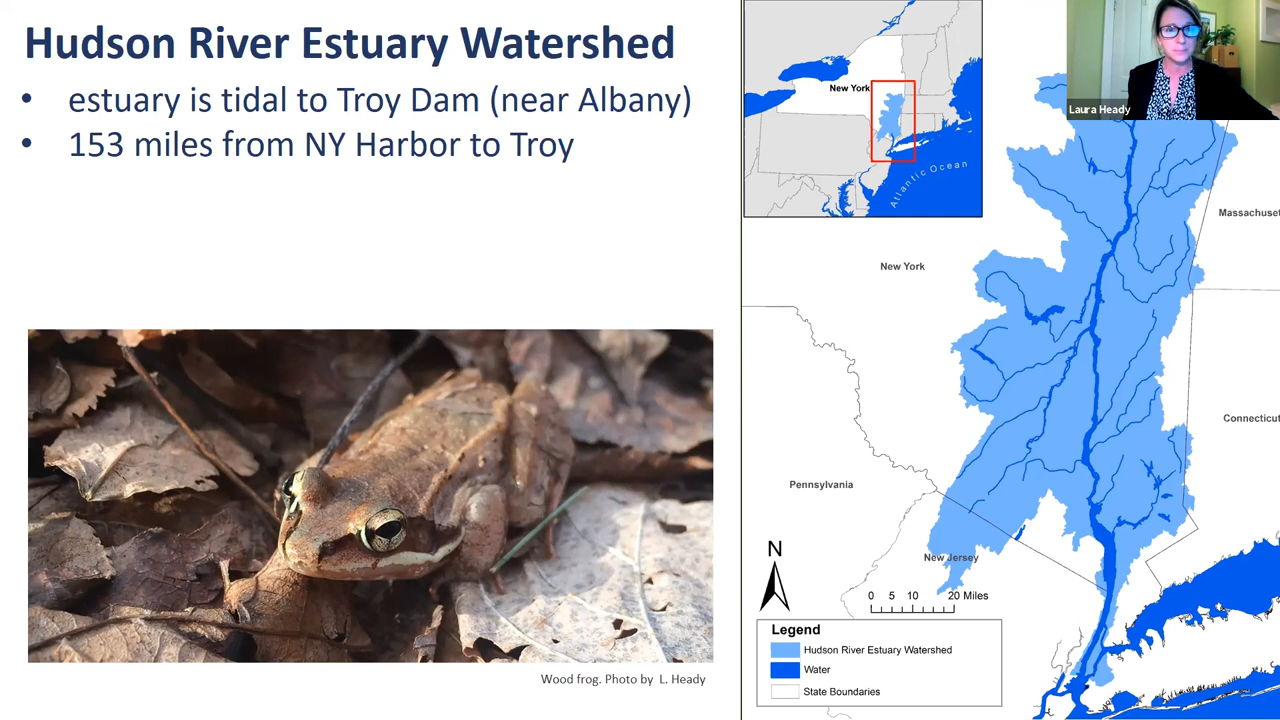 Hudson River Estuary Watershed
• estuary is tidal to Troy Dam (near Albany)
• 153 miles from NY Harbor to Troy
Wood frog. Photo by L. Heady
New York
Atlantic Ocean
Laura Heady
Massachuset
New York
Connecticut
Pennsylvania
New Jersey
N
0 5 10 20 Miles
Legend
Hudson River Estuary Watershed
Water
State Boundaries